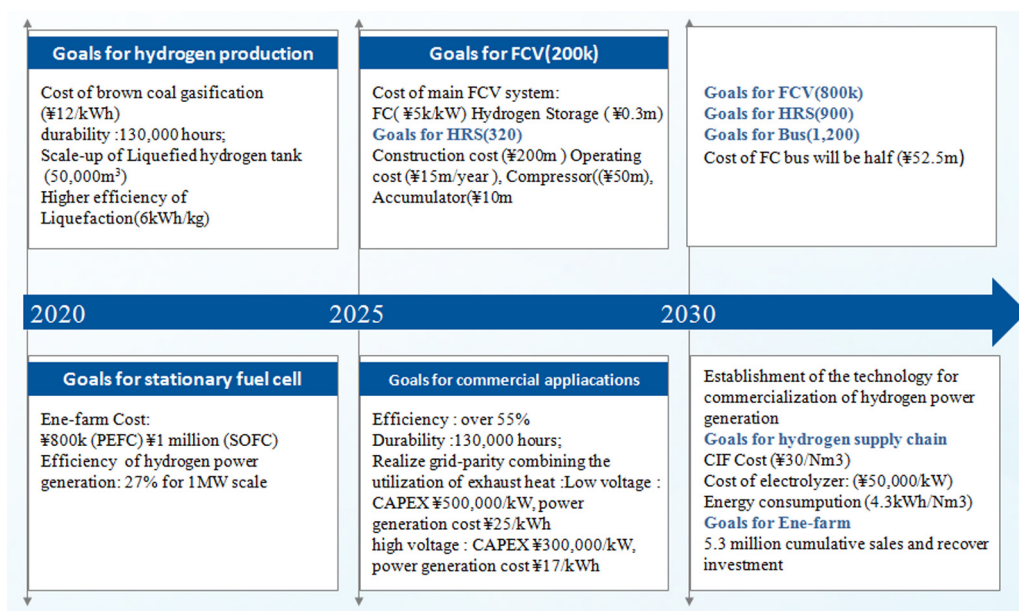 Goals for hydrogen production
Cost of brown coal gasification
(¥12/kWh)
durability :130,000 hours;
Scale-up of Liquefied hydrogen tank
(50,000m³)
Higher efficiency of
Liquefaction(6kWh/kg)
Goals for FCV(200k)
Cost of main FCV system:
FC( ¥5k/kW) Hydrogen Storage ( ¥0.3m)
Goals for HRS(320)
Construction cost (¥200m ) Operating
cost (¥15m/year ), Compressor((¥50m),
Accumulator(¥10m
Goals for FCV(800k)
Goals for HRS(900)
Goals for Bus(1,200)
Cost of FC bus will be half (¥52.5m)
2020
2025
2030
Goals for stationary fuel cell
Ene-farm Cost:
¥800k (PEFC) ¥1 million (SOFC)
Efficiency of hydrogen power
generation: 27% for 1MW scale
Goals for commercial appliacations
Efficiency : over 55%
Durability :130,000 hours;
Realize grid-parity combining the
utilization of exhaust heat :Low voltage :
CAPEX ¥500,000/kW, power
generation cost ¥25/kWh
high voltage : CAPEX ¥300,000/kW,
power generation cost ¥17/kWh
Establishment of the technology for
commercialization of hydrogen power
generation
Goals for hydrogen supply chain
CIF Cost (¥30/Nm3)
Cost of electrolyzer: (¥50,000/kW)
Energy consumpution (4.3kWh/Nm3)
Goals for Ene-farm
5.3 million cumulative sales and recover
investment